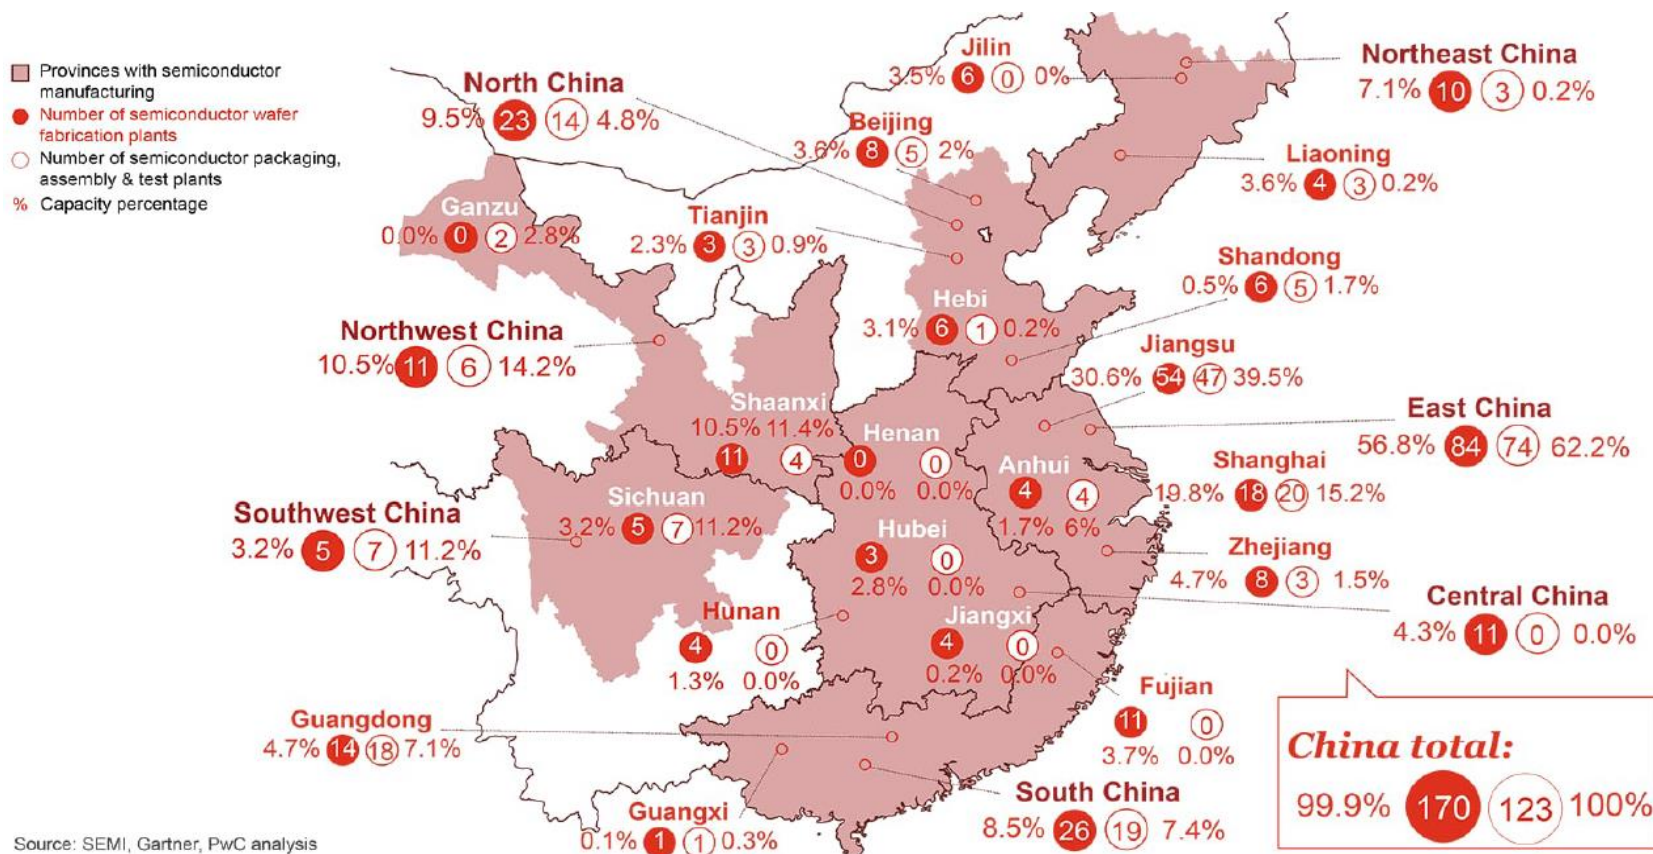 Provinces with semiconductor
manufacturing
Number of semiconductor wafer
fabrication plants
Number of semiconductor packaging,
assembly & test plants
% Capacity percentage
North China
9.5% 23 14 4.8%
Jilin
3.5% 6 0 0%
Northeast China
7.1% 10 3 0.2%
Beijing
3.6% 8 5 2%
Liaoning
3.6% 4 3 0.2%
Ganzu
0.0% 0 2 2.8%
Tianjin
2.3% 3 3 0.9%
Shandong
0.5% 6 5 1.7%
Hebi
3.1% 6 1 0.2%
Northwest China
10.5% 11 6 14.2%
Jiangsu
30.6% 54 47 39.5%
Shaanxi
10.5% 11.4%
11 4
Henan
0 0
0.0% 0.0%
East China
56.8% 84 74 62.2%
Anhui
4 4
1.7% 6%
Shanghai
19.8% 18 20 15.2%
Sichuan
3.2% 5 7 11.2%
Southwest China
3.2% 5 7 11.2%
Hubei
3 0
2.8% 0.0%
Zhejiang
4.7% 8 3 1.5%
Central China
4.3% 11 0 0.0%
Hunan
4 0
1.3% 0.0%
Jiangxi
4 0
0.2% 0.0%
Fujian
11 0
3.7% 0.0%
Guangdong
4.7% 14 18 7.1%
Guangxi
0.1% 1 1 0.3%
South China
8.5% 26 19 7.4%
China total:
99.9% 170 123 100%
Source: SEMI, Gartner, PwC analysis